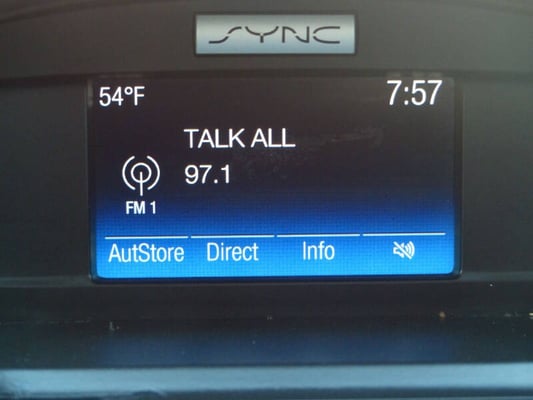 SYNC
54°F 7:57
TALK ALL
97.1
FM 1
AutStore Direct Info